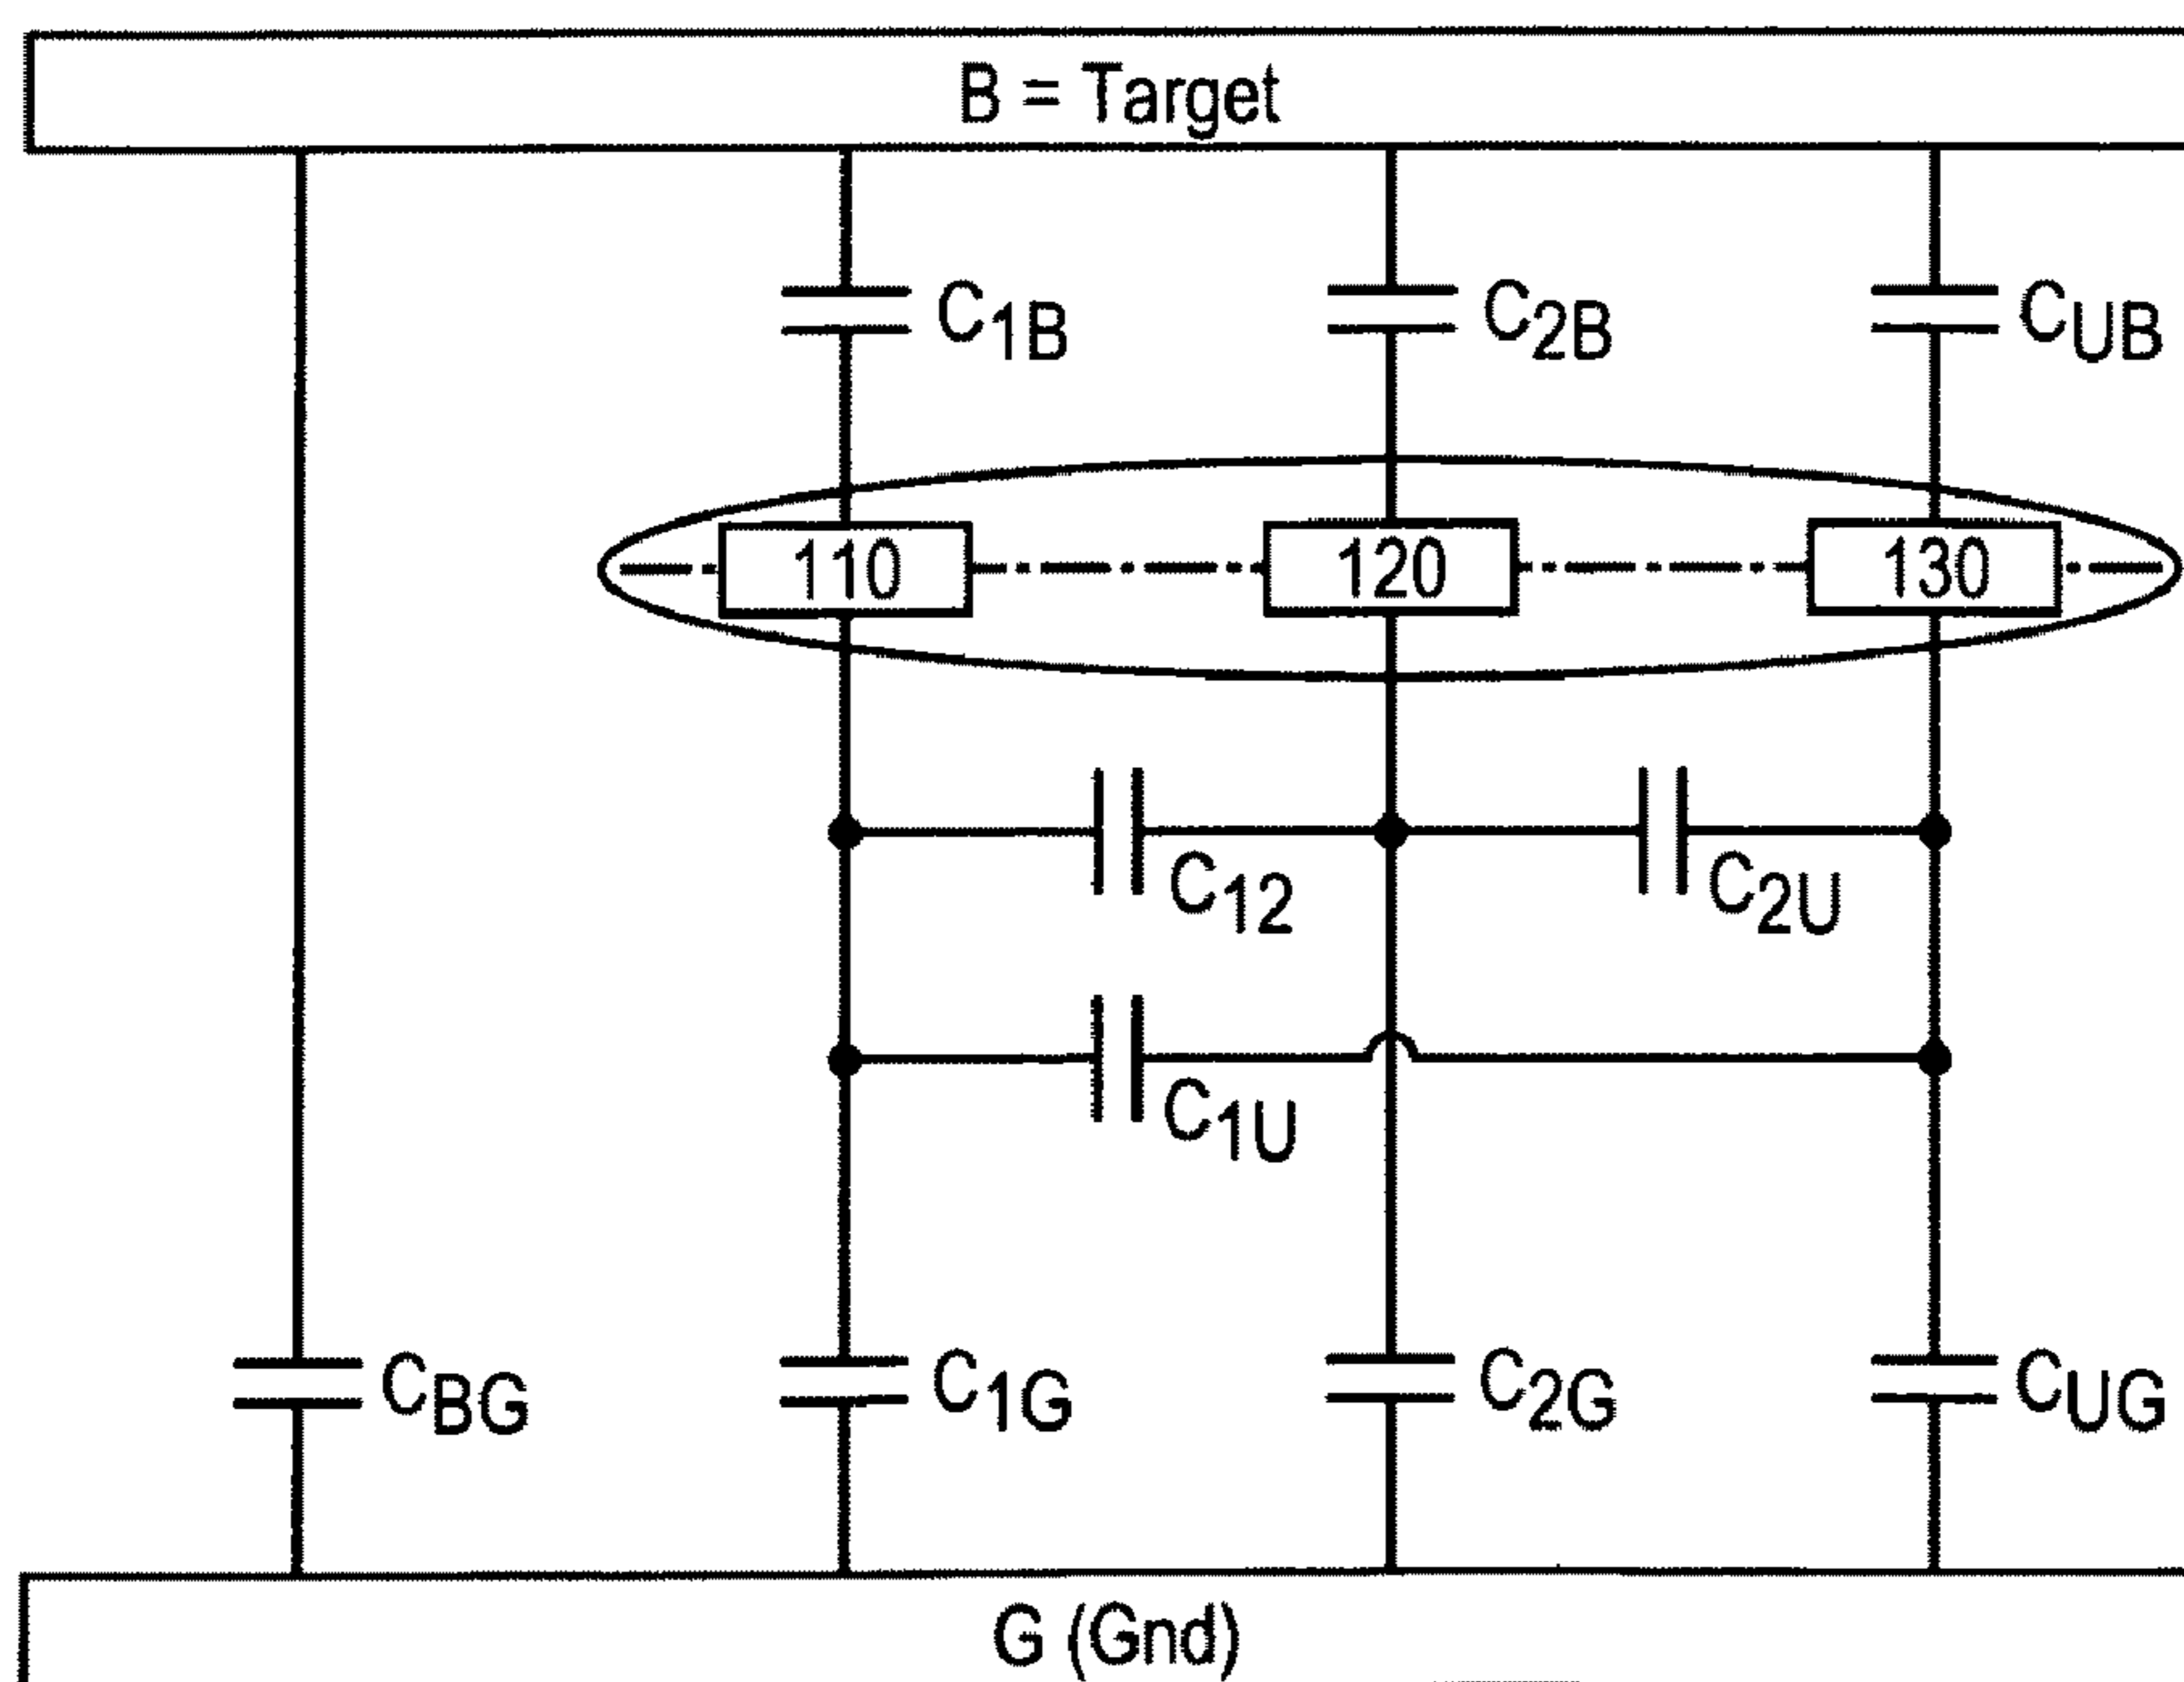 B = Target
C1B
C2B
CUB
110
120
130
C12
C2U
C1U
CBG
C1G
C2G
CUG
G (Gnd)